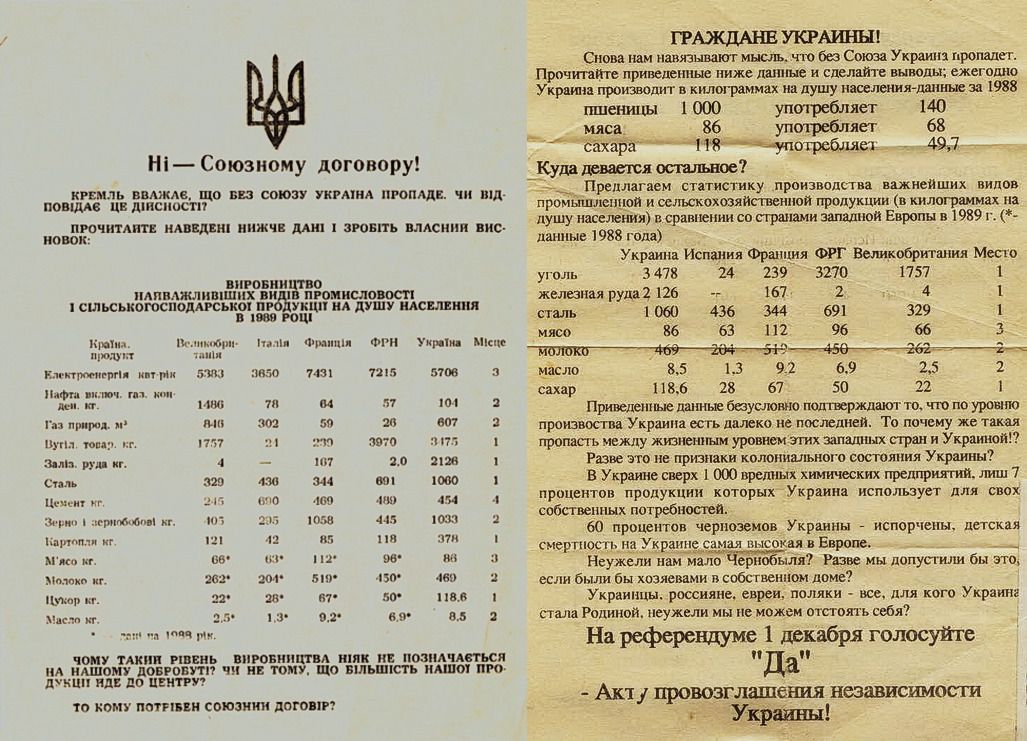 Ні — Союзному договору!
КРЕМЛЬ ВВАЖАЄ, ЩО БЕЗ СОЮЗУ УКРАЇНА ПРОПАДЕ. ЧИ ВІД-
ПОВІДАЄ ЦЕ ДІЙСНОСТІ?
ПРОЧИТАЙТЕ НАВЕДЕНІ НИЖЧЕ ДАНІ І ЗРОБІТЬ ВЛАСНИЙ ВИС-
НОВОК:
ВИРОБНИЦТВО
НАЙВАЖЛИВІШИХ ВИДІВ ПРОМИСЛОВОСТІ
І СІЛЬСЬКОГОСПОДАРСЬКОЇ ПРОДУКЦІЇ НА ДУШУ НАСЕЛЕННЯ
В 1989 РОЦІ
Країна, Великобри- Італія Франція ФРН Україна Місце
продукт танія
Електроенергія квт-рік 5383 3650 7431 7215 5706 3
Нафта включ. газ. кон-
ден. кг. 1486 78 64 57 104 2
Газ природ. м³ 846 302 59 26 607 2
Вугіл. товар. кг. 1757 21 239 3970 3475 1
Заліз. руда кг. 4 — 167 2,0 2126 1
Сталь 329 436 344 691 1060 1
Цемент кг. 245 690 469 489 454 4
Зерно і зернобобові кг. 405 295 1058 445 1033 2
Картопля кг. 121 42 85 118 378 1
М'ясо кг. 66* 63* 112* 96* 86 3
Молоко кг. 262* 204* 519* 450* 469 2
Цукор кг. 22* 28* 67* 50* 118,6 1
Масло кг. 2,5* 1,3* 9,2* 6,9* 8,5 2
* — дані на 1988 рік.
ЧОМУ ТАКИЙ РІВЕНЬ ВИРОБНИЦТВА НІЯК НЕ ПОЗНАЧАЄТЬСЯ
НА НАШОМУ ДОБРОБУТІ? ЧИ НЕ ТОМУ, ЩО БІЛЬШІСТЬ НАШОЇ ПРО-
ДУКЦІЇ ЙДЕ ДО ЦЕНТРУ?
ТО КОМУ ПОТРІБЕН СОЮЗНИЙ ДОГОВІР?
ГРАЖДАНЕ УКРАИНЫ!
Снова нам навязывают мысль, что без Союза Украина пропадет.
Прочитайте приведенные ниже данные и сделайте выводы; ежегодно
Украина производит в килограммах на душу населения-данные за 1988
пшеницы 1 000 употребляет 140
мяса 86 употребляет 68
сахара 118 употребляет 49,7
Куда девается остальное?
Предлагаем статистику производства важнейших видов
промышленной и селькохозяйственной продукции (в килограммах на
душу населения) в сравнении со странами западной Европы в 1989 г. (*-
данные 1988 года)
Украина Испания Франция ФРГ Великобритания Место
уголь 3 478 24 239 3270 1757 1
железная руда 2 126 -- 167 2 4 1
сталь 1 060 436 344 691 329 1
мясо 86 63 112 96 66 3
молоко 469 204 519 450 262 2
масло 8,5 1,3 9,2 6,9 2,5 2
сахар 118,6 28 67 50 22 1
Приведенные данные безусловно подтверждают то, что по уровню
произвоства Украина есть далеко не последней. То почему же такая
пропасть между жизненным уровнем этих западных стран и Украиной!?
Разве это не признаки колониального состояния Украины?
В Украине сверх 1 000 вредных химических предприятий, лиш 7
процентов продукции которых Украина использует для свох
собственных потребностей.
60 процентов черноземов Украины - испорчены, детская
смертность на Украине самая высокая в Европе.
Неужели нам мало Чернобыля? Разве мы допустили бы это,
если были бы хозяевами в собственном доме?
Украинцы, россияне, евреи, поляки - все, для кого Украина
стала Родиной, неужели мы не можем отстоять себя?
На референдуме 1 декабря голосуйте
"Да"
- Акту провозглашения независимости
Украины!